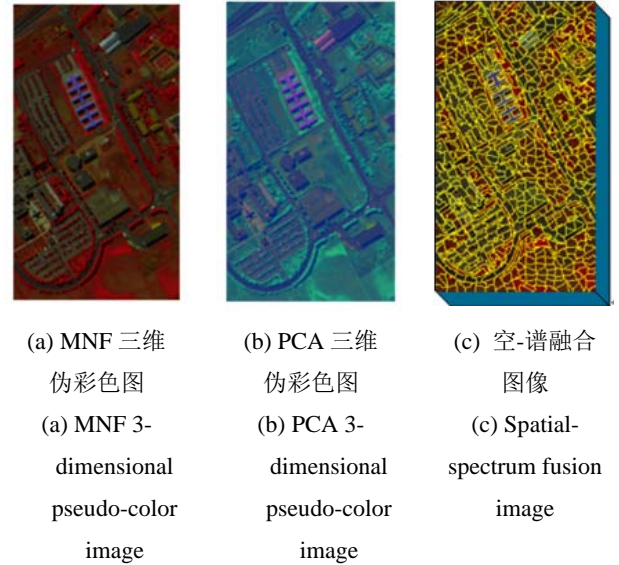 (a) MNF 三维
伪彩色图
(a) MNF 3-
dimensional
pseudo-color
image
(b) PCA 三维
伪彩色图
(b) PCA 3-
dimensional
pseudo-color
image
(c) 空-谱融合
图像
(c) Spatial-
spectrum fusion
image